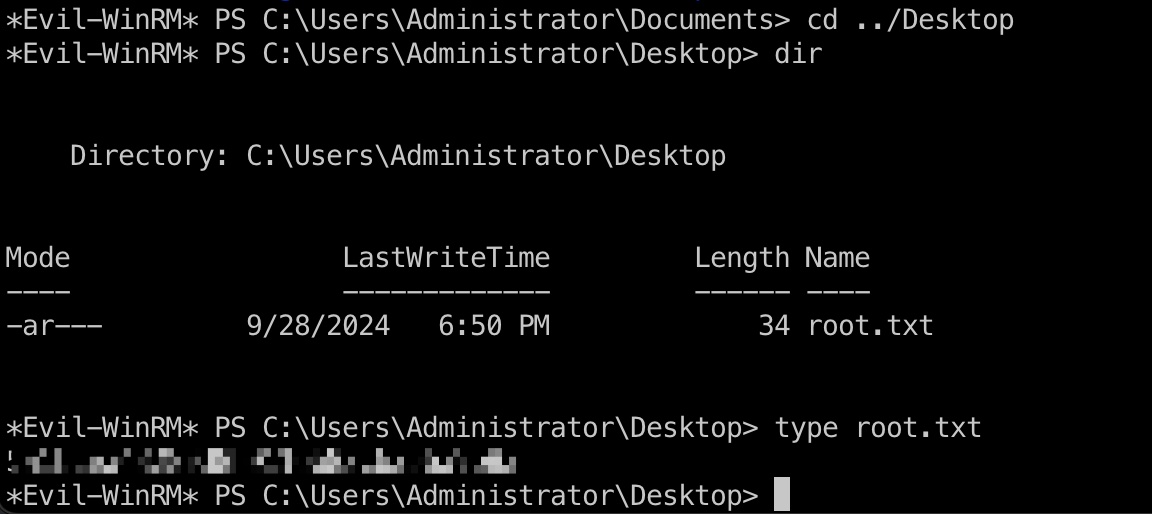 *Evil-WinRM* PS C:\Users\Administrator\Documents> cd ../Desktop
*Evil-WinRM* PS C:\Users\Administrator\Desktop> dir
Directory: C:\Users\Administrator\Desktop
Mode LastWriteTime Length Name
---- ------------- ------ ----
-ar--- 9/28/2024 6:50 PM 34 root.txt
*Evil-WinRM* PS C:\Users\Administrator\Desktop> type root.txt
*Evil-WinRM* PS C:\Users\Administrator\Desktop>